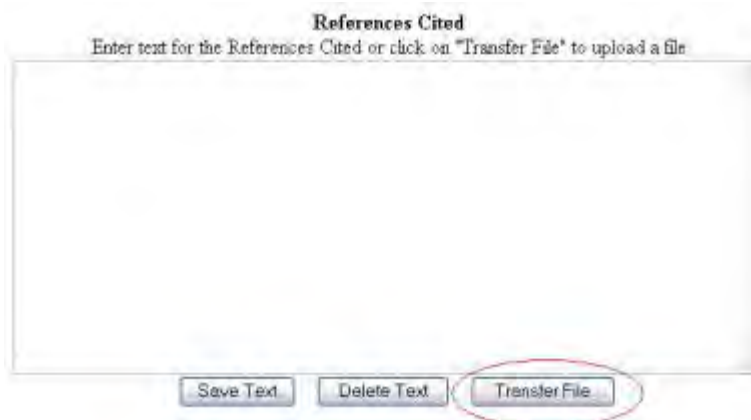 References Cited
Enter text for the References Cited or click on "Transfer File" to upload a file
Save Text Delete Text Transfer File